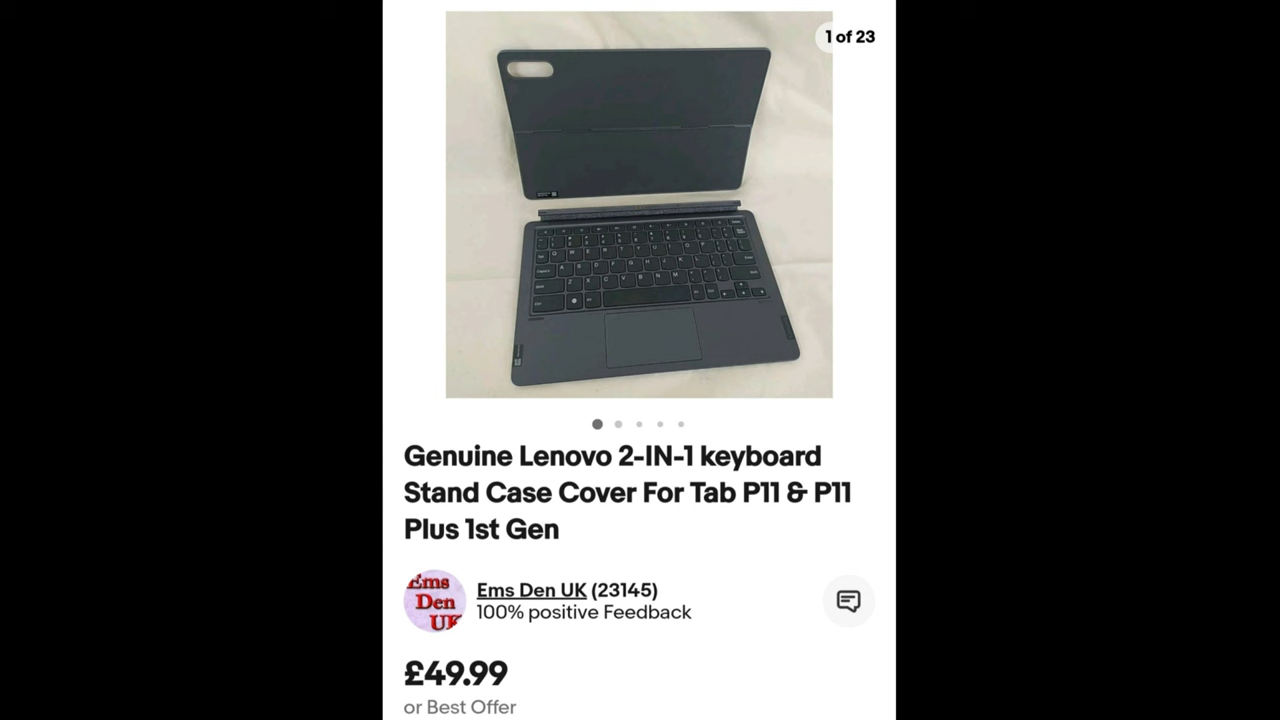 1 of 23
Genuine Lenovo 2-IN-1 keyboard
Stand Case Cover For Tab P11 & P11
Plus 1st Gen
Ems
Den
UK
Ems Den UK (23145)
100% positive Feedback
£49.99
or Best Offer